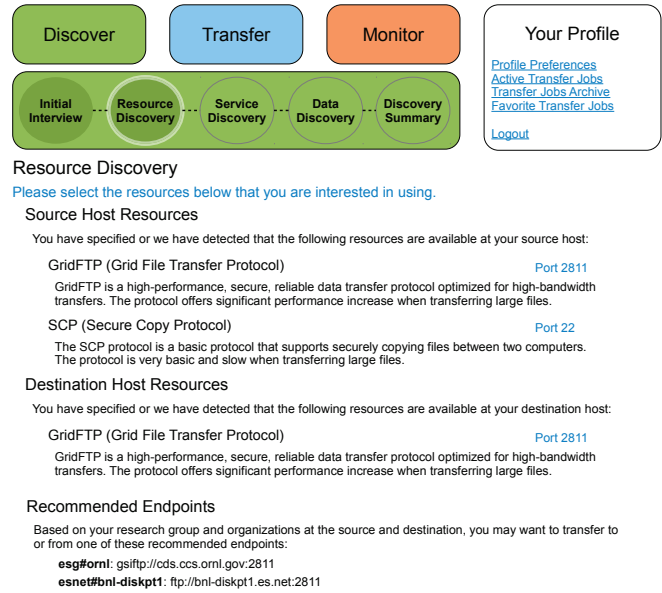 Discover
Transfer
Monitor
Your Profile
Profile Preferences
Active Transfer Jobs
Transfer Jobs Archive
Favorite Transfer Jobs
Logout
Initial
Interview
Resource
Discovery
Service
Discovery
Data
Discovery
Discovery
Summary
Resource Discovery
Please select the resources below that you are interested in using.
Source Host Resources
You have specified or we have detected that the following resources are available at your source host:
GridFTP (Grid File Transfer Protocol)
Port 2811
GridFTP is a high-performance, secure, reliable data transfer protocol optimized for high-bandwidth
transfers. The protocol offers significant performance increase when transferring large files.
SCP (Secure Copy Protocol)
Port 22
The SCP protocol is a basic protocol that supports securely copying files between two computers.
The protocol is very basic and slow when transferring large files.
Destination Host Resources
You have specified or we have detected that the following resources are available at your destination host:
GridFTP (Grid File Transfer Protocol)
Port 2811
GridFTP is a high-performance, secure, reliable data transfer protocol optimized for high-bandwidth
transfers. The protocol offers significant performance increase when transferring large files.
Recommended Endpoints
Based on your research group and organizations at the source and destination, you may want to transfer to
or from one of these recommended endpoints:
esg#ornl: gsiftp://cds.ccs.ornl.gov:2811
esnet#bnl-diskpt1: ftp://bnl-diskpt1.es.net:2811